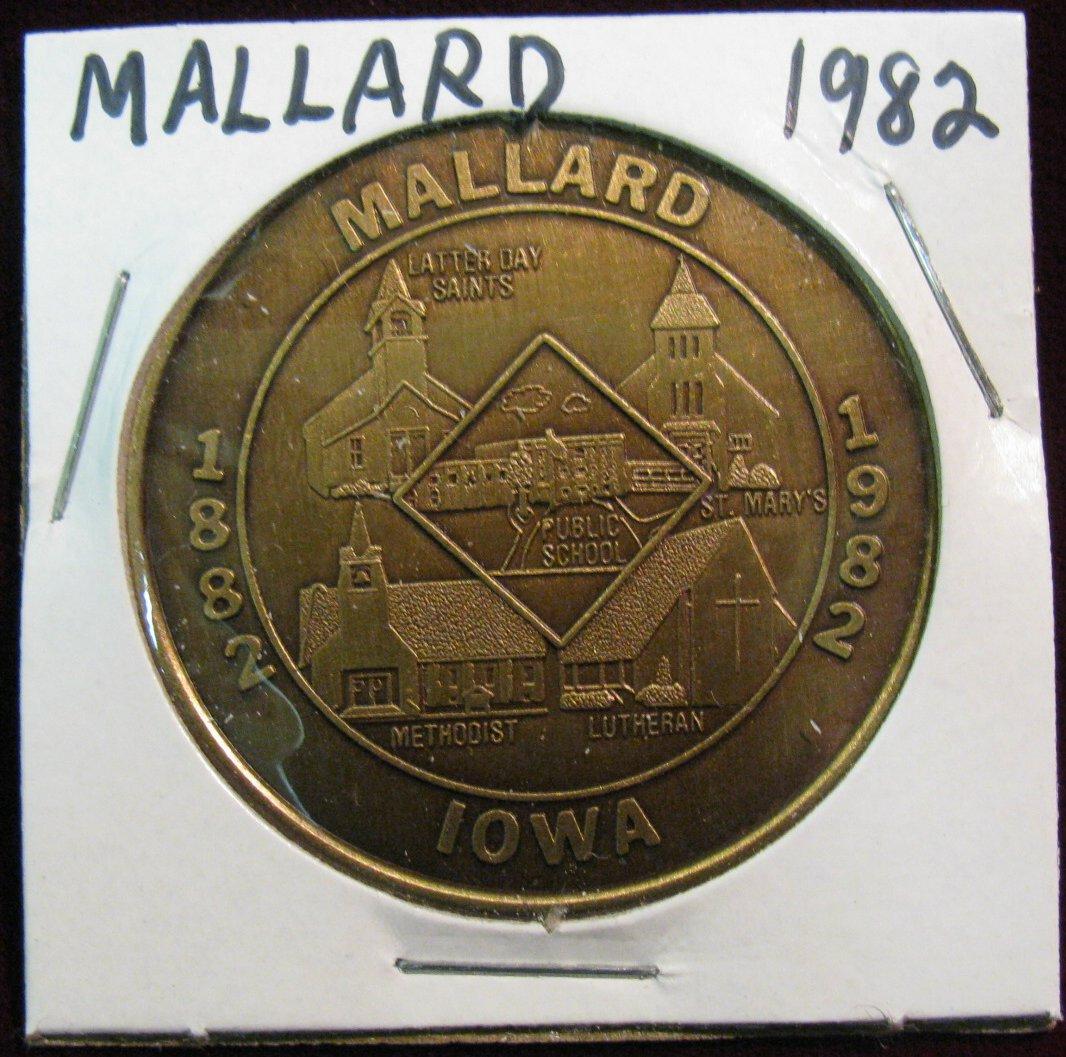 MALLARD 1982
MALLARD
LATTER DAY
SAINTS
1882
1982
ST. MARY'S
PUBLIC
SCHOOL
METHODIST
LUTHERAN
IOWA